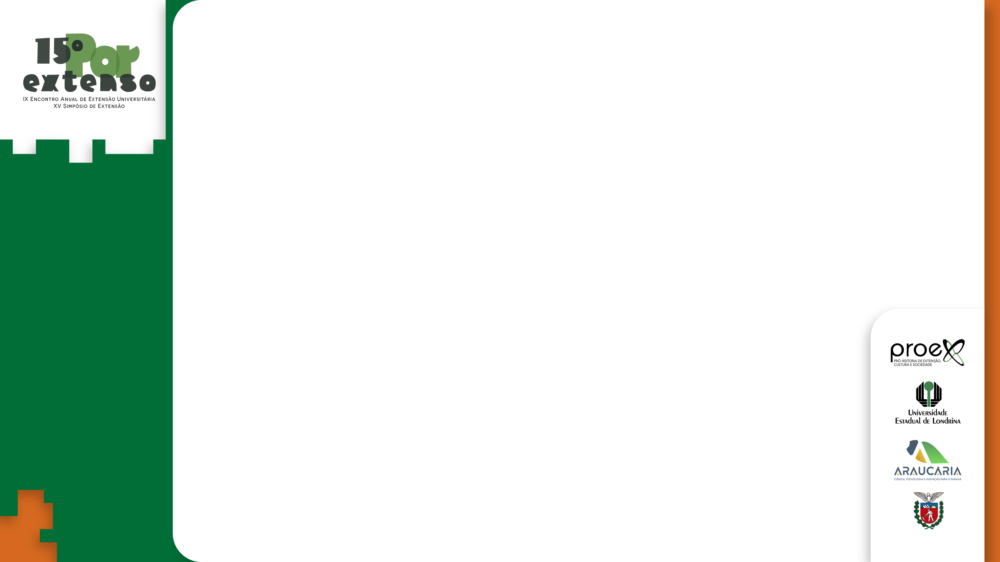 15º Por
extenso
IX Encontro Anual de Extensão Universitária
XV Simpósio de Extensão
proex
PRÓ-REITORIA DE EXTENSÃO,
CULTURA E SOCIEDADE
Universidade
Estadual de Londrina
ARAUCÁRIA
CIÊNCIA, TECNOLOGIA E INOVAÇÃO PARA O PARANÁ